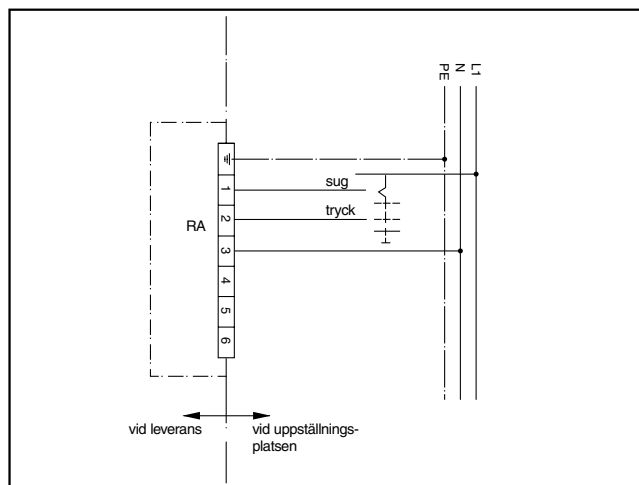 PE
N
L1
1
sug
2
tryck
RA
3
4
5
6
vid leverans
vid uppställnings-
platsen